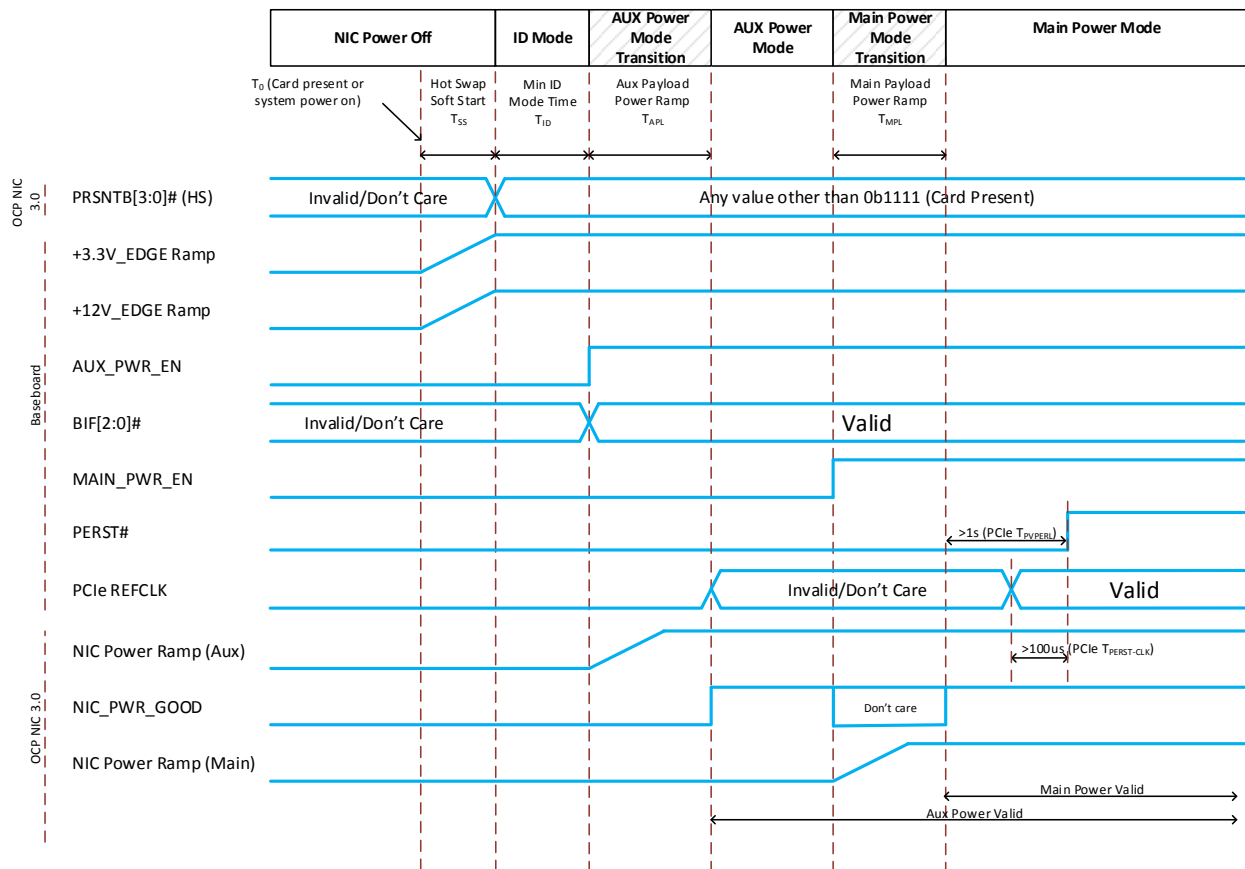 NIC Power Off
ID Mode
AUX Power
Mode
Transition
AUX Power
Mode
Main Power
Mode
Transition
Main Power Mode
T0 (Card present or
system power on)
Hot Swap
Soft Start
TSS
Min ID
Mode Time
TID
Aux Payload
Power Ramp
TAPL
Main Payload
Power Ramp
TMPL
OCP NIC
3.0
PRSNTB[3:0]# (HS)
Invalid/Don't Care
Any value other than 0b1111 (Card Present)
+3.3V_EDGE Ramp
+12V_EDGE Ramp
AUX_PWR_EN
Baseboard
BIF[2:0]#
Invalid/Don't Care
Valid
MAIN_PWR_EN
PERST#
>1s (PCIe TPVPERL)
PCIe REFCLK
Invalid/Don't Care
Valid
NIC Power Ramp (Aux)
>100us (PCIe TPERST-CLK)
OCP NIC 3.0
NIC_PWR_GOOD
Don't care
NIC Power Ramp (Main)
Main Power Valid
Aux Power Valid